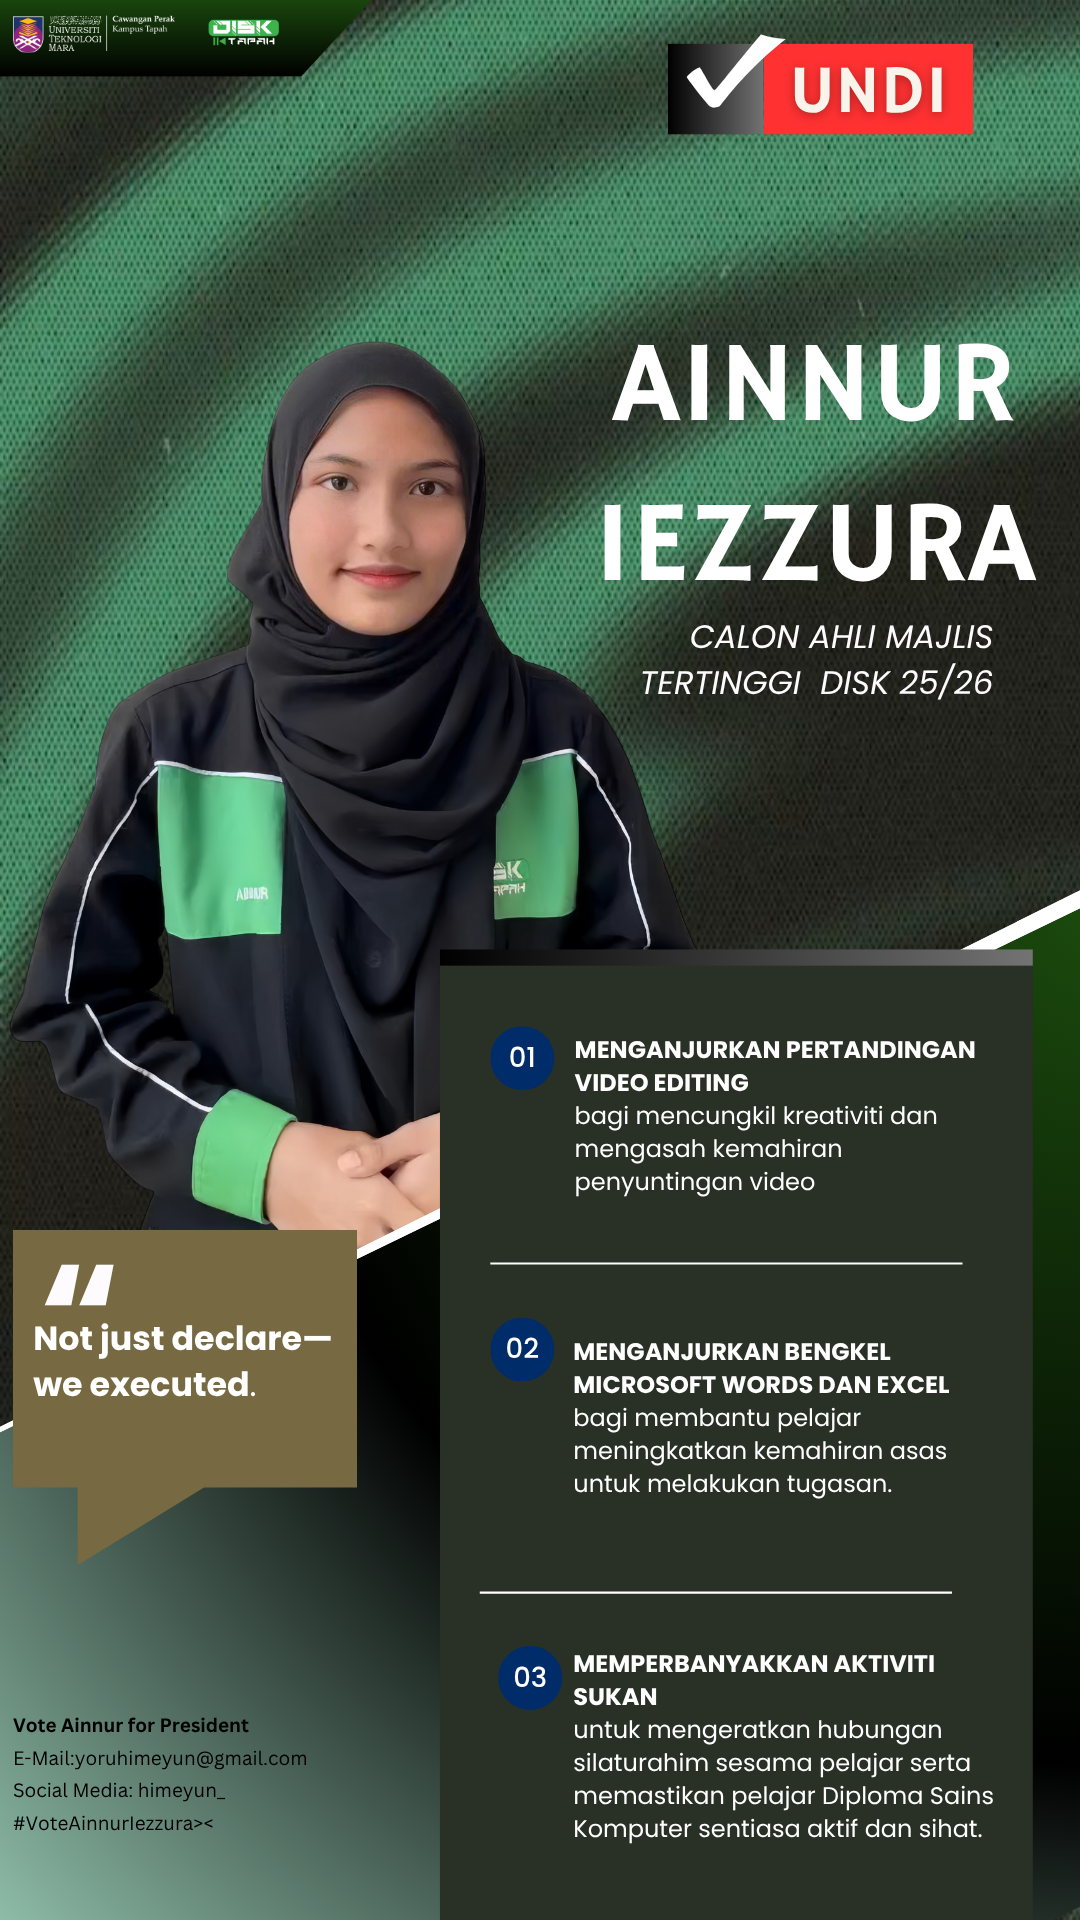 UNIVERSITI
TEKNOLOGI
MARA
Cawangan Perak
Kampus Tapah
DISK
TAPAH
UNDI
AINNUR
IEZZURA
CALON AHLI MAJLIS
TERTINGGI DISK 25/26
AINNUR
SK
APAH
01
MENGANJURKAN PERTANDINGAN
VIDEO EDITING
bagi mencungkil kreativiti dan
mengasah kemahiran
penyuntingan video
“
Not just declare—
we executed.
02
MENGANJURKAN BENGKEL
MICROSOFT WORDS DAN EXCEL
bagi membantu pelajar
meningkatkan kemahiran asas
untuk melakukan tugasan.
03
MEMPERBANYAKKAN AKTIVITI
SUKAN
untuk mengeratkan hubungan
silaturahim sesama pelajar serta
memastikan pelajar Diploma Sains
Komputer sentiasa aktif dan sihat.
Vote Ainnur for President
E-Mail:yoruhimeyun@gmail.com
Social Media: himeyun_
#VoteAinnurIezzura><